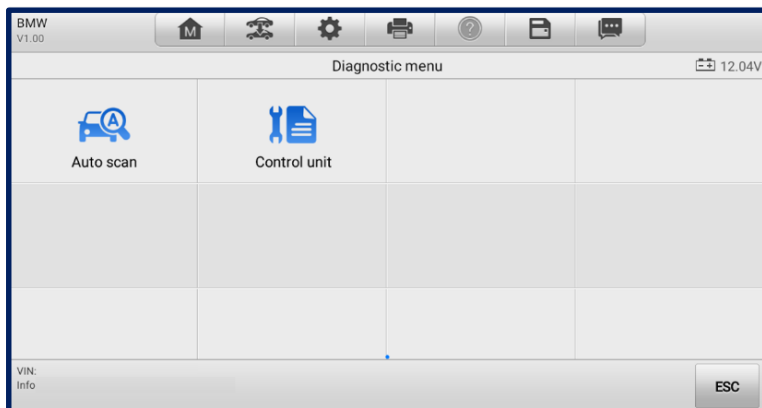 BMW
V1.00
M
?
Diagnostic menu
12.04V
A
Auto scan
Control unit
VIN:
Info
ESC